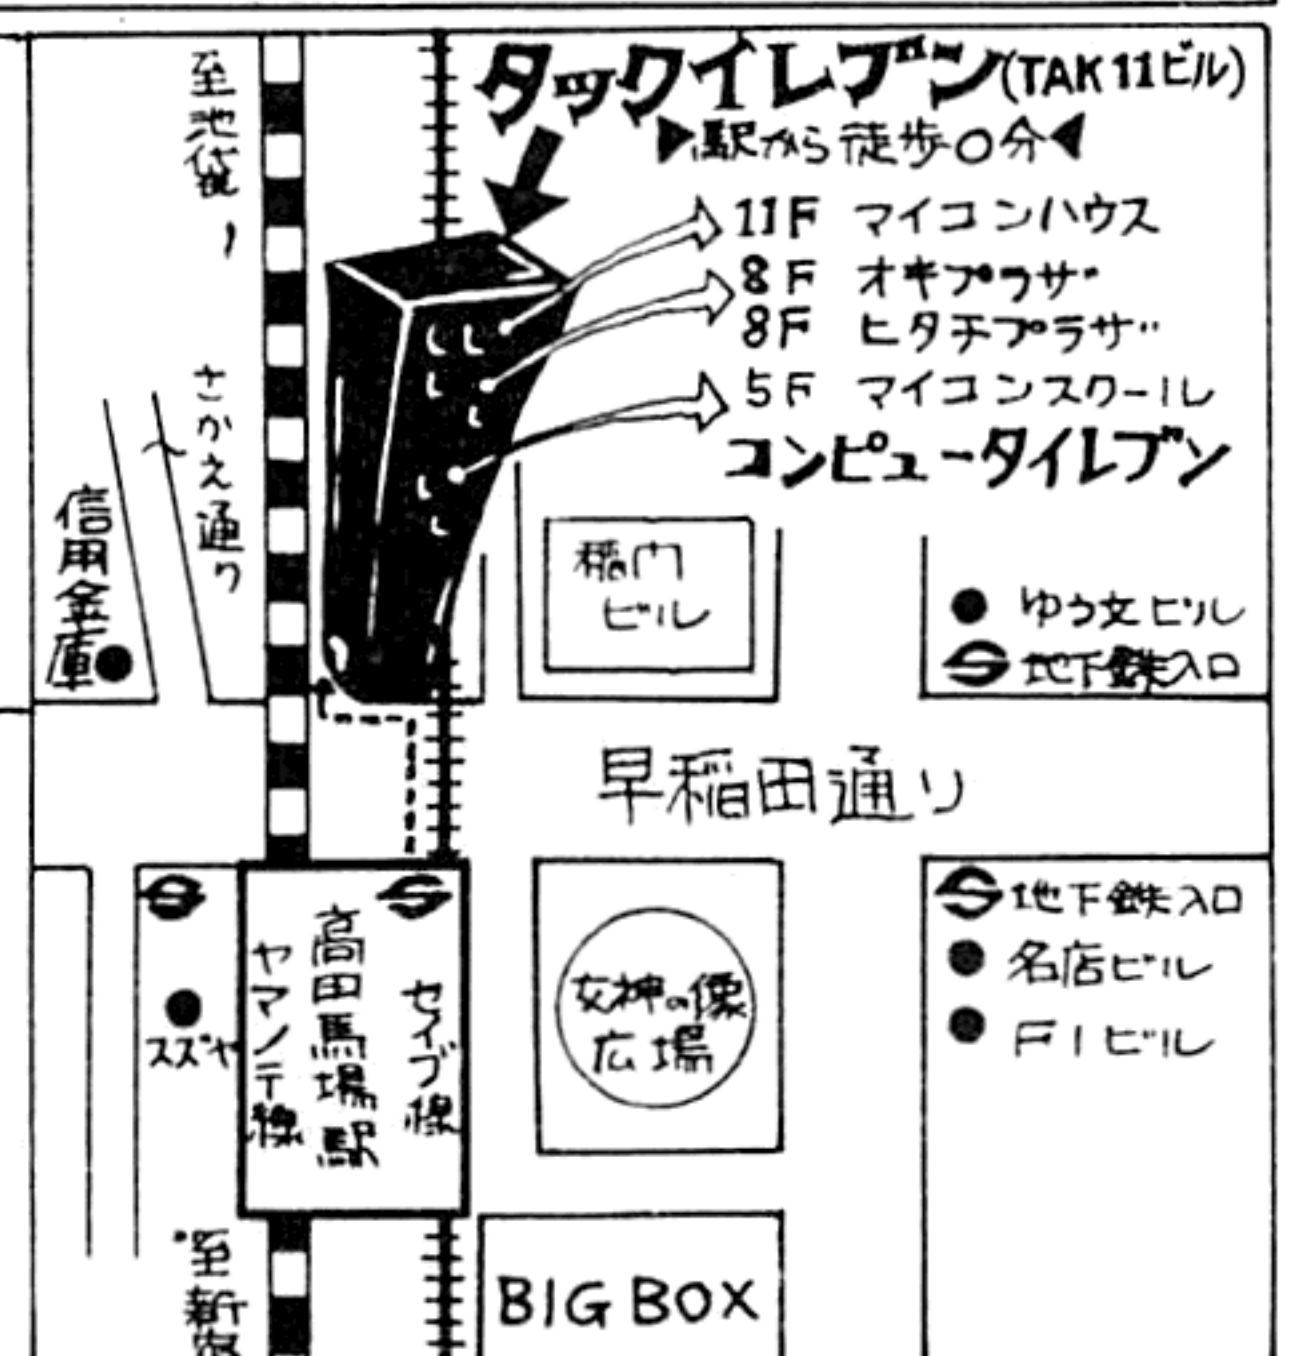 タックイレブン(TAK11ビル)
▶駅から徒歩0分◀
11F マイコンハウス
8F オキプラザ
8F ヒタチプラザ
5F マイコンスクール
コンピュータイレブン
至池袋
さかえ通り
信用金庫
稲門
ビル
ゆう文ビル
地下鉄入口
早稲田通り
地下鉄入口
名店ビル
F1ビル
スズヤ
ヤマノテ線
高田馬場駅
セイブ線
女神の像
広場
至新宿
BIG BOX